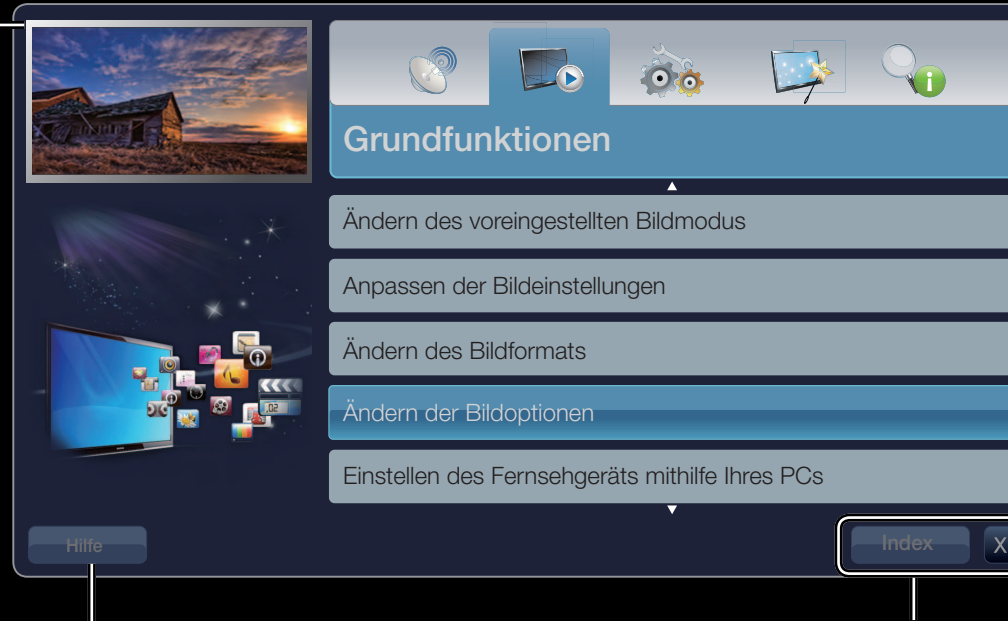 Grundfunktionen
Ändern des voreingestellten Bildmodus
Anpassen der Bildeinstellungen
Ändern des Bildformats
Ändern der Bildoptionen
Einstellen des Fernsehgeräts mithilfe Ihres PCs
Hilfe
Index
X